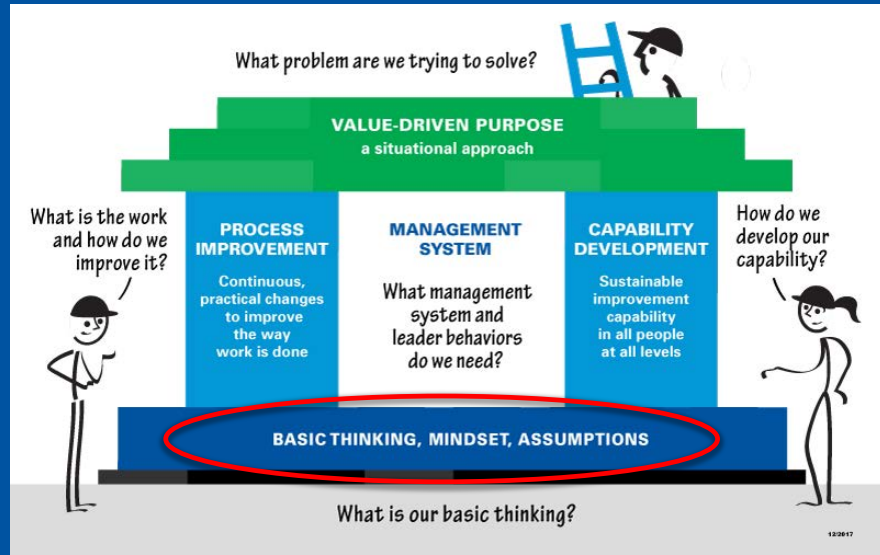 What problem are we trying to solve?
VALUE-DRIVEN PURPOSE
a situational approach
What is the work
and how do we
improve it?
PROCESS
IMPROVEMENT
Continuous,
practical changes
to improve
the way
work is done
MANAGEMENT
SYSTEM
What management
system and
leader behaviors
do we need?
CAPABILITY
DEVELOPMENT
Sustainable
improvement
capability
in all people
at all levels
How do we
develop our
capability?
BASIC THINKING, MINDSET, ASSUMPTIONS
What is our basic thinking?
12/2017